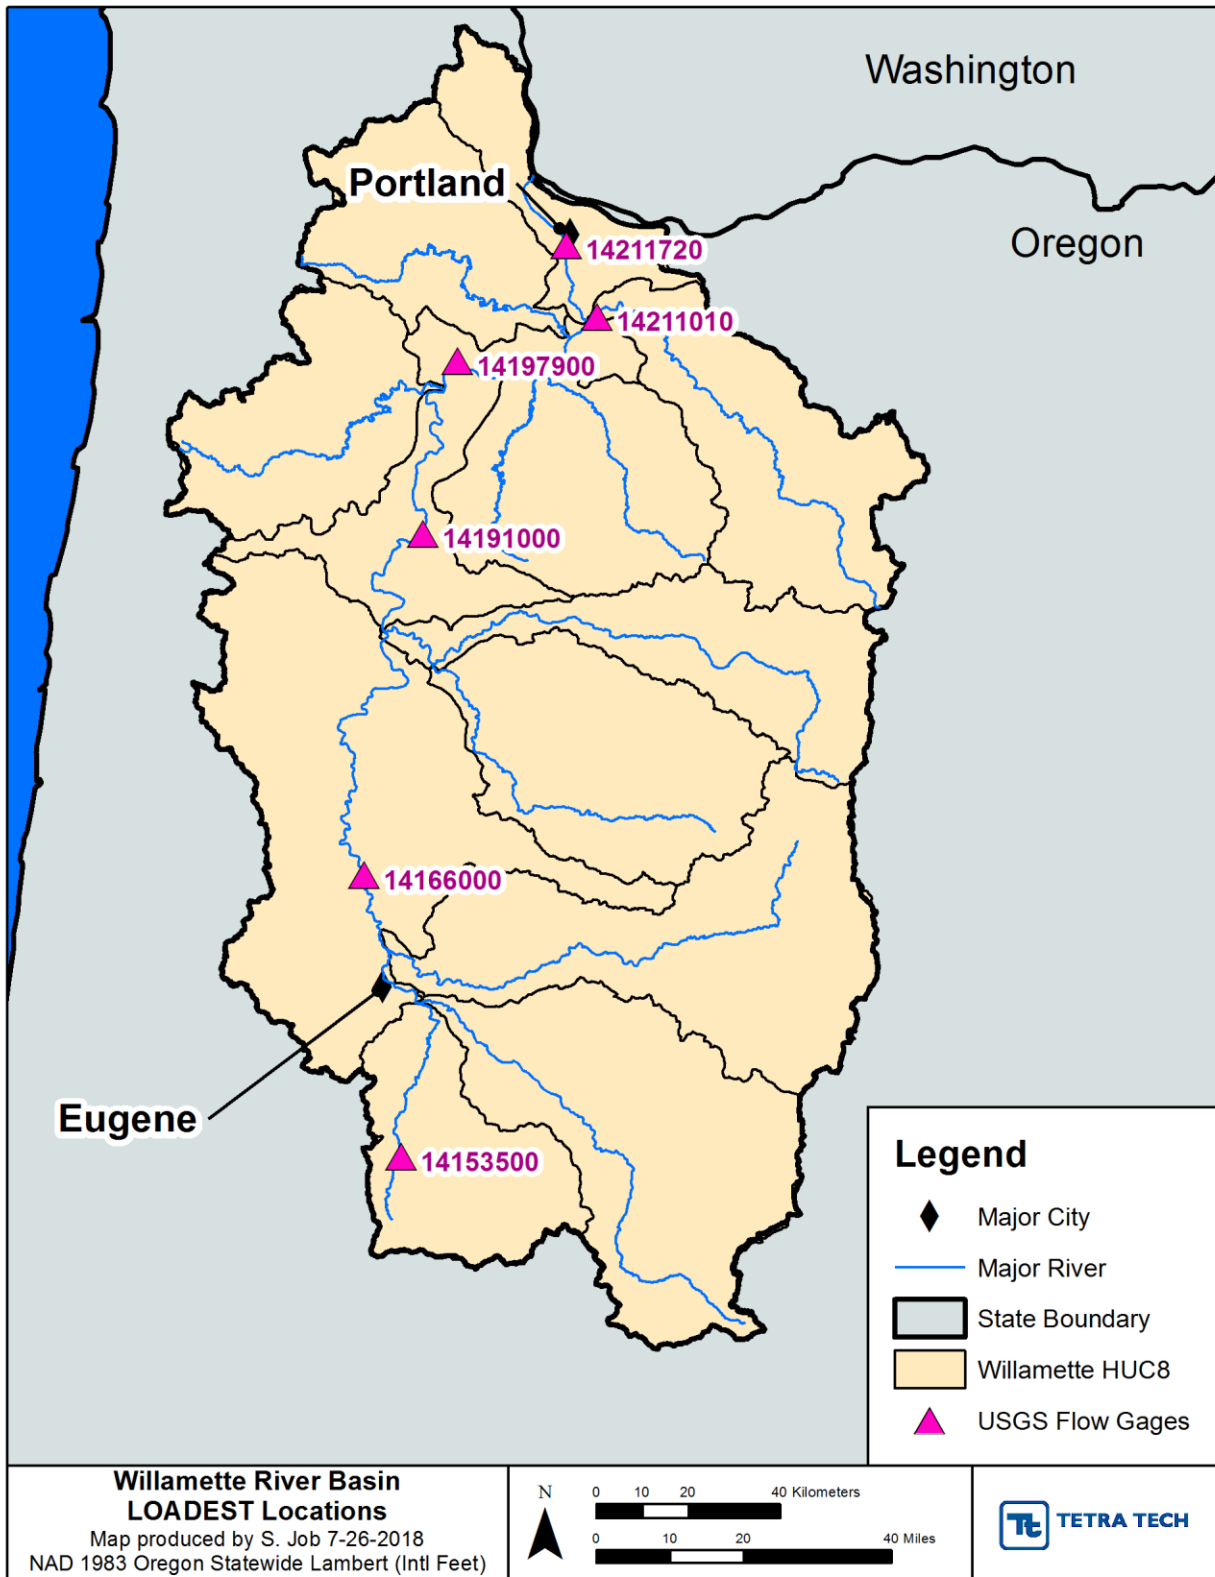 Washington
Portland
Oregon
14211720
14211010
14197900
14191000
14166000
Eugene
14153500
Legend
Major City
Major River
State Boundary
Willamette HUC8
USGS Flow Gages
Willamette River Basin
LOADEST Locations
Map produced by S. Job 7-26-2018
NAD 1983 Oregon Statewide Lambert (Intl Feet)
N
0 10 20 40 Kilometers
0 10 20 40 Miles
Tt TETRA TECH